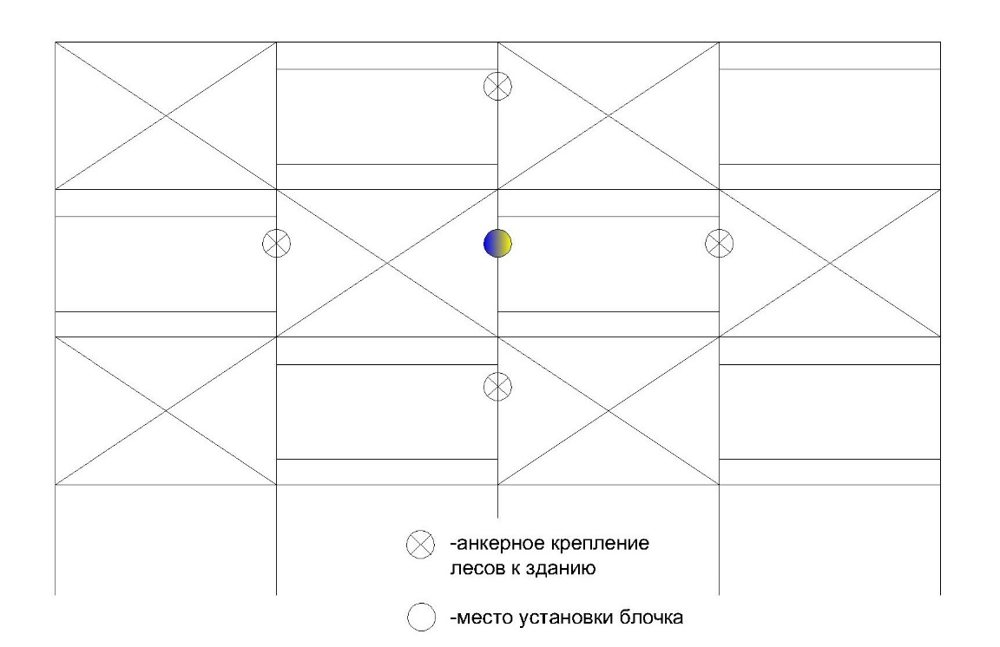 -анкерное крепление
лесов к зданию
-место установки блочка